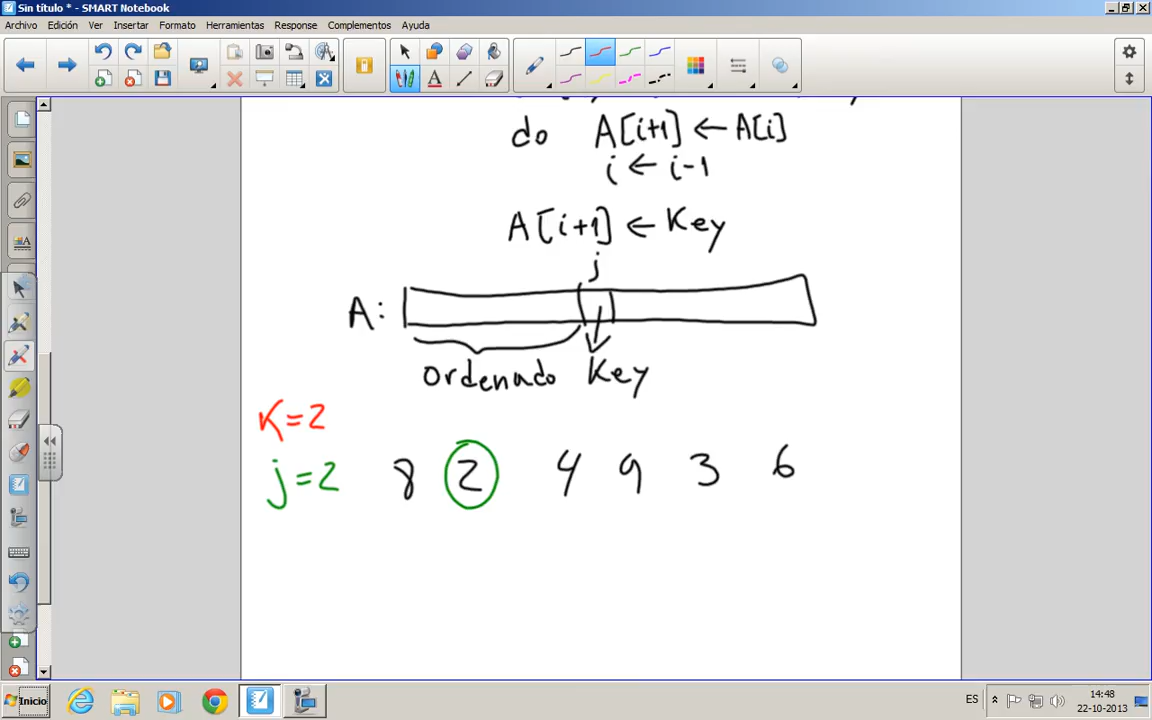 Sin título * - SMART Notebook
Archivo Edición Ver Insertar Formato Herramientas Response Complementos Ayuda
do A[i+1] ← A[i]
i ← i-1
A[i+1] ← Key
j
A:
Ordenado Key
K=2
j=2 8 2 4 9 3 6
Inicio
ES
14:48
22-10-2013